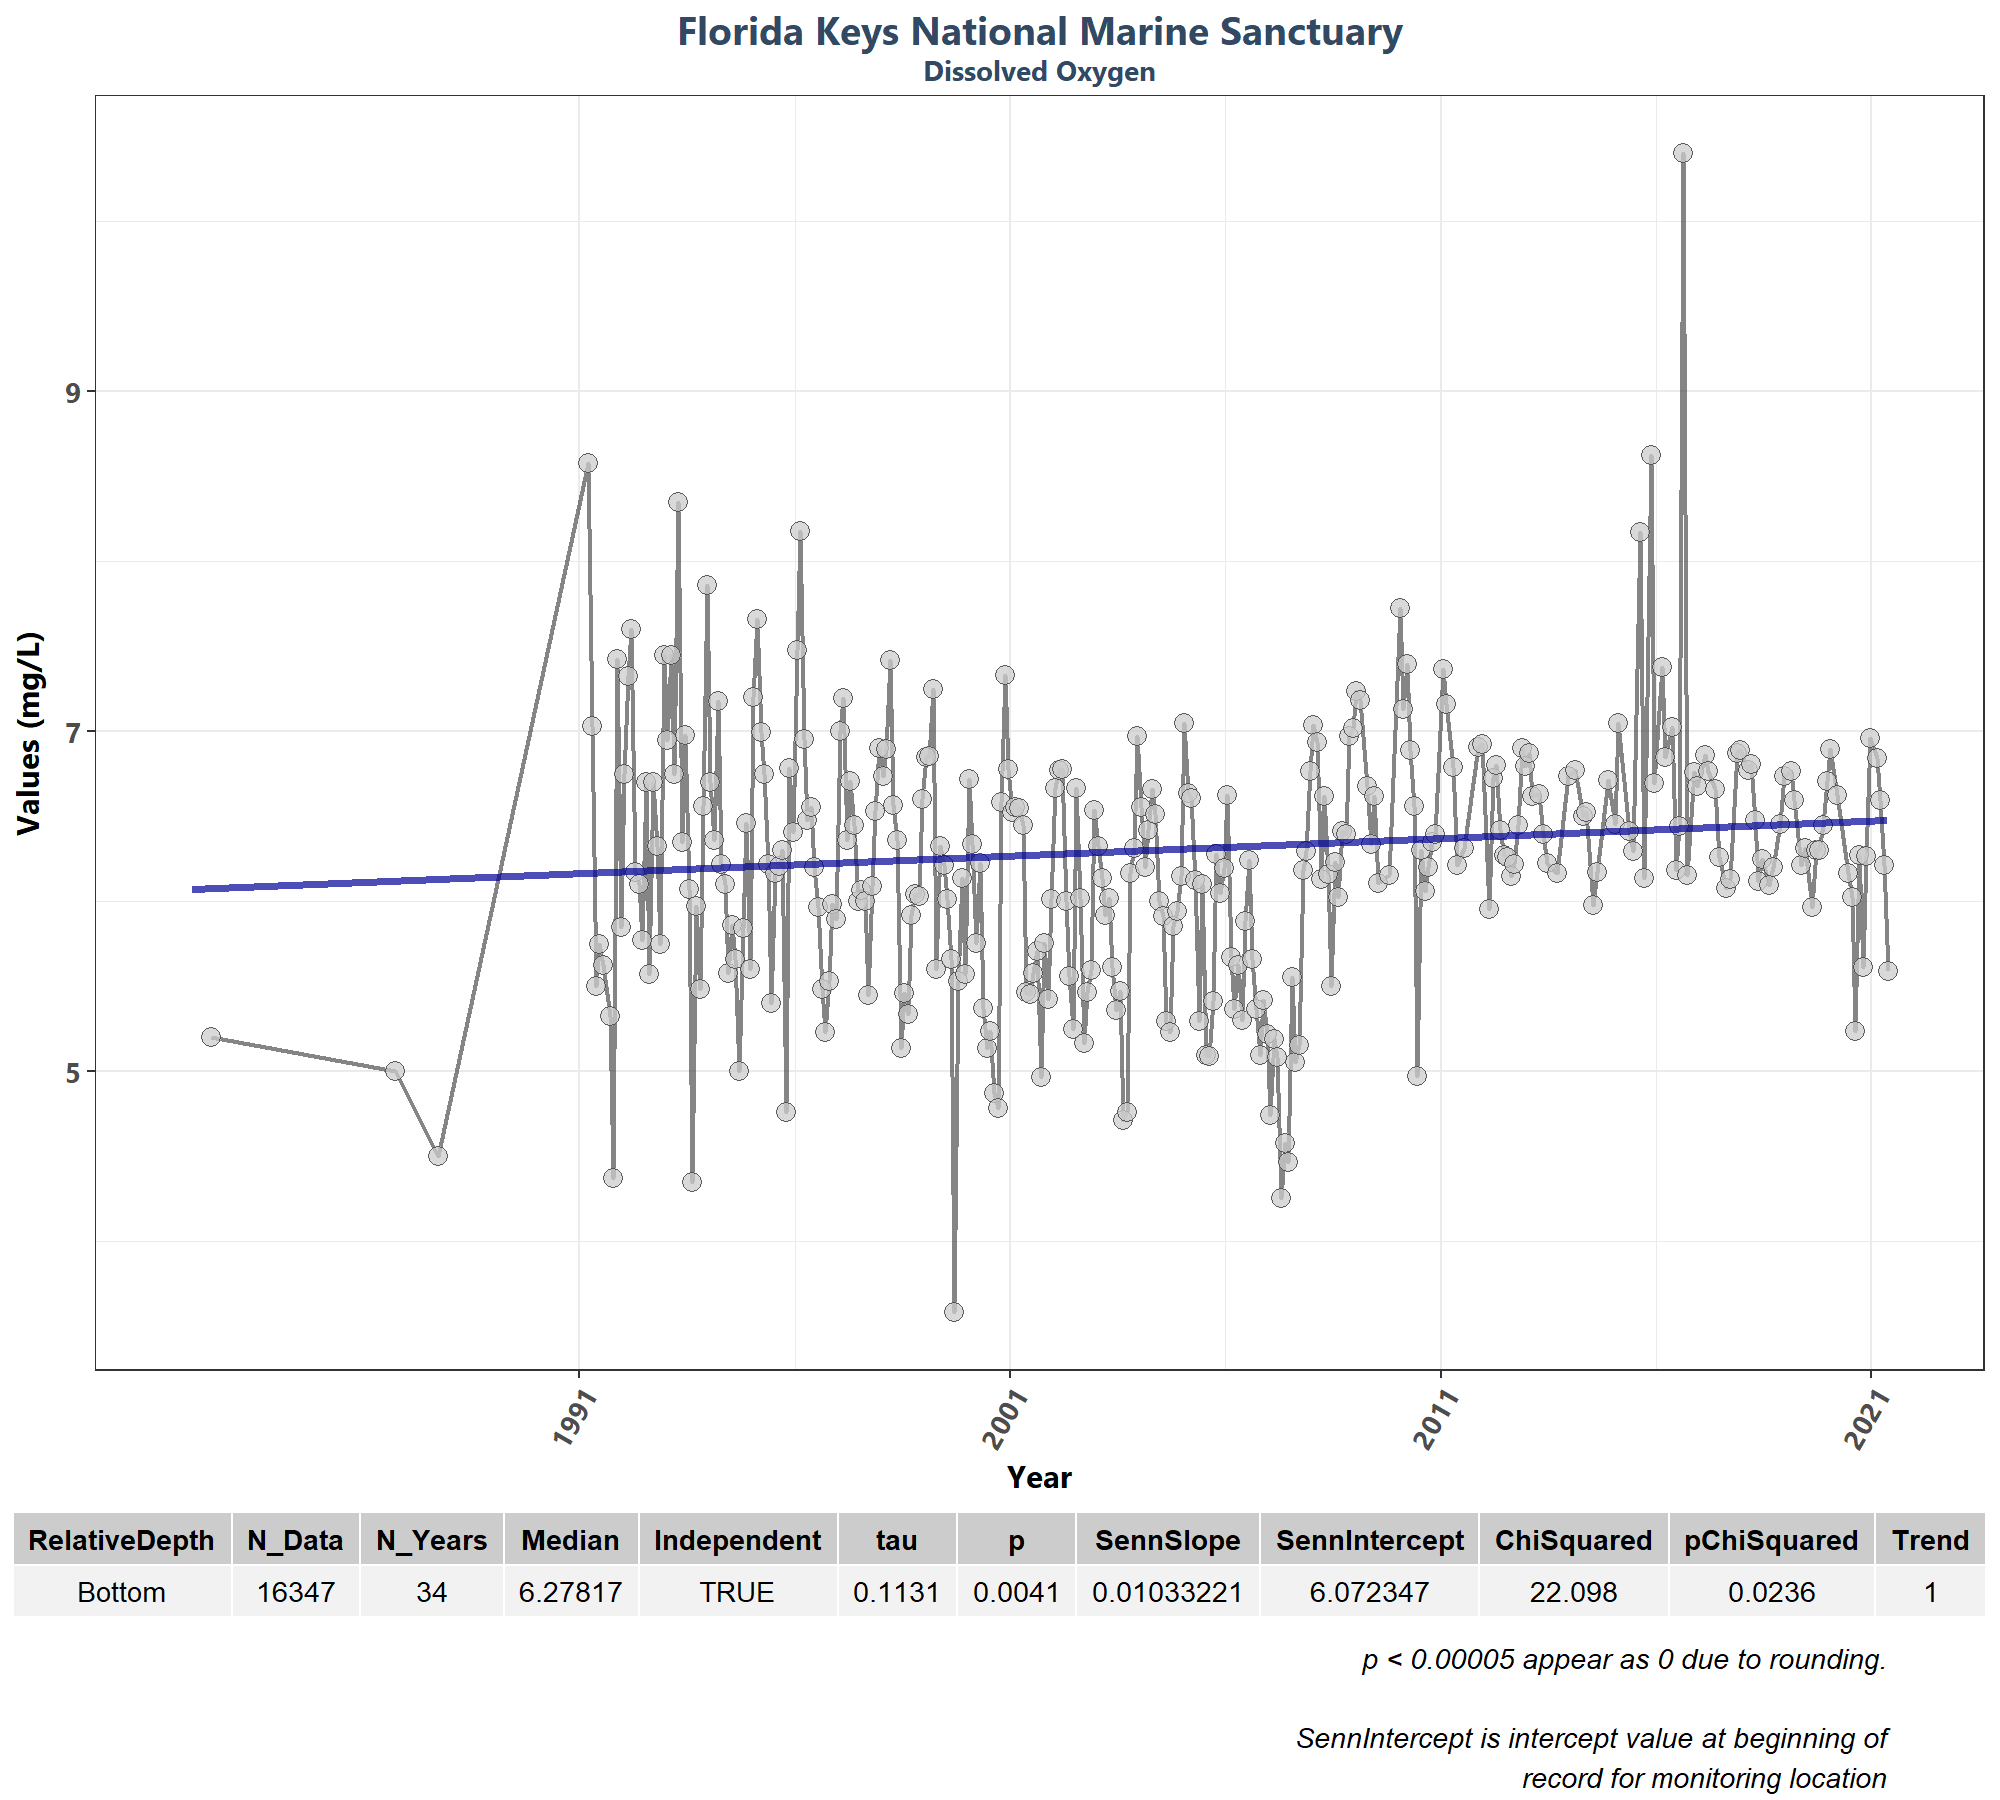 Florida Keys National Marine Sanctuary
Dissolved Oxygen
Values (mg/L)
9
7
5
1991
2001
2011
2021
Year
RelativeDepth N_Data N_Years Median Independent tau p SennSlope SennIntercept ChiSquared pChiSquared Trend
Bottom 16347 34 6.27817 TRUE 0.1131 0.0041 0.01033221 6.072347 22.098 0.0236 1
p < 0.00005 appear as 0 due to rounding.
SennIntercept is intercept value at beginning of
record for monitoring location